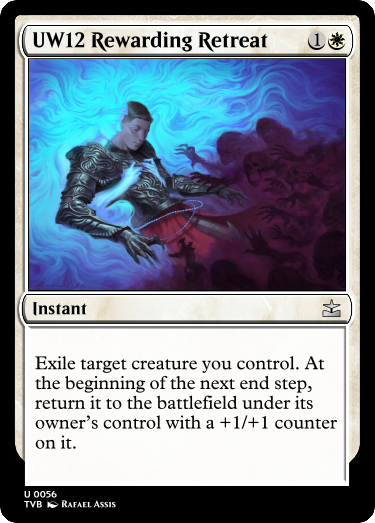 UW12 Rewarding Retreat 1
Instant
Exile target creature you control. At
the beginning of the next end step,
return it to the battlefield under its
owner's control with a +1/+1 counter
on it.
U 0056
TVB Rafael Assis